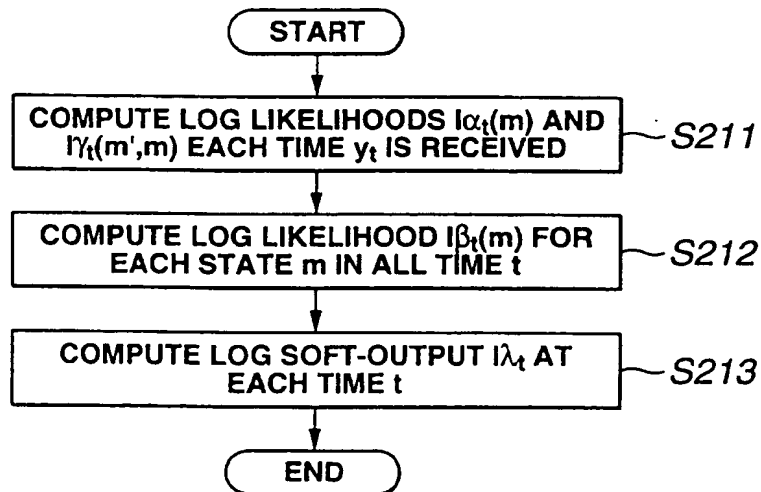 START
COMPUTE LOG LIKELIHOODS Iαt(m) AND
Iγt(m',m) EACH TIME yt IS RECEIVED
S211
COMPUTE LOG LIKELIHOOD Iβt(m) FOR
EACH STATE m IN ALL TIME t
S212
COMPUTE LOG SOFT-OUTPUT Iλt AT
EACH TIME t
S213
END